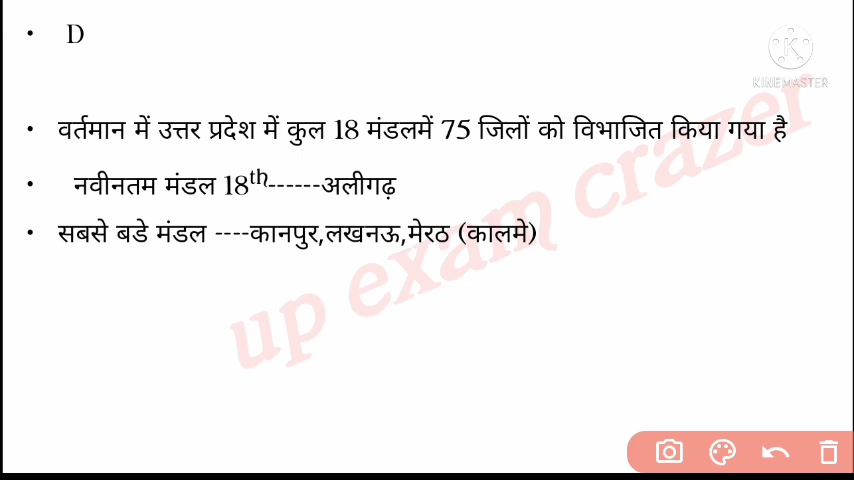 • D
K
KINEMASTER
• वर्तमान में उत्तर प्रदेश में कुल 18 मंडलमें 75 जिलों को विभाजित किया गया है
• नवीनतम मंडल 18th------अलीगढ़
• सबसे बडे मंडल ----कानपुर,लखनऊ,मेरठ (कालमे)
up exam crazer